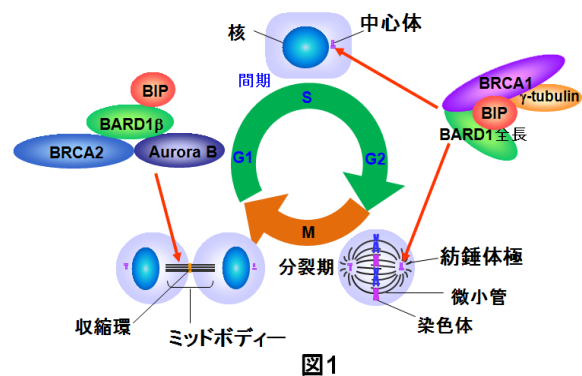 核
中心体
間期
BIP
BARD1β
BRCA2
Aurora B
BRCA1
γ-tubulin
BIP
BARD1全長
S
G1
G2
M
分裂期
紡錘体極
微小管
染色体
収縮環
ミッドボディー
図1